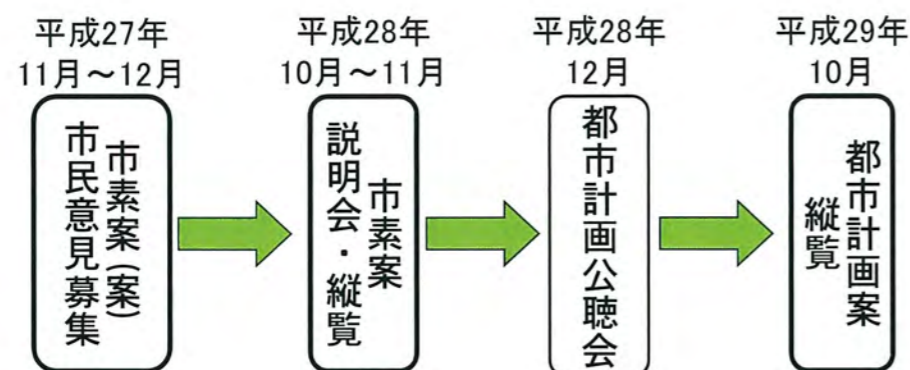 平成27年
11月～12月
市素案(案)
市民意見募集
平成28年
10月～11月
市素案
説明会・縦覧
平成28年
12月
都市計画公聴会
平成29年
10月
都市計画案
縦覧